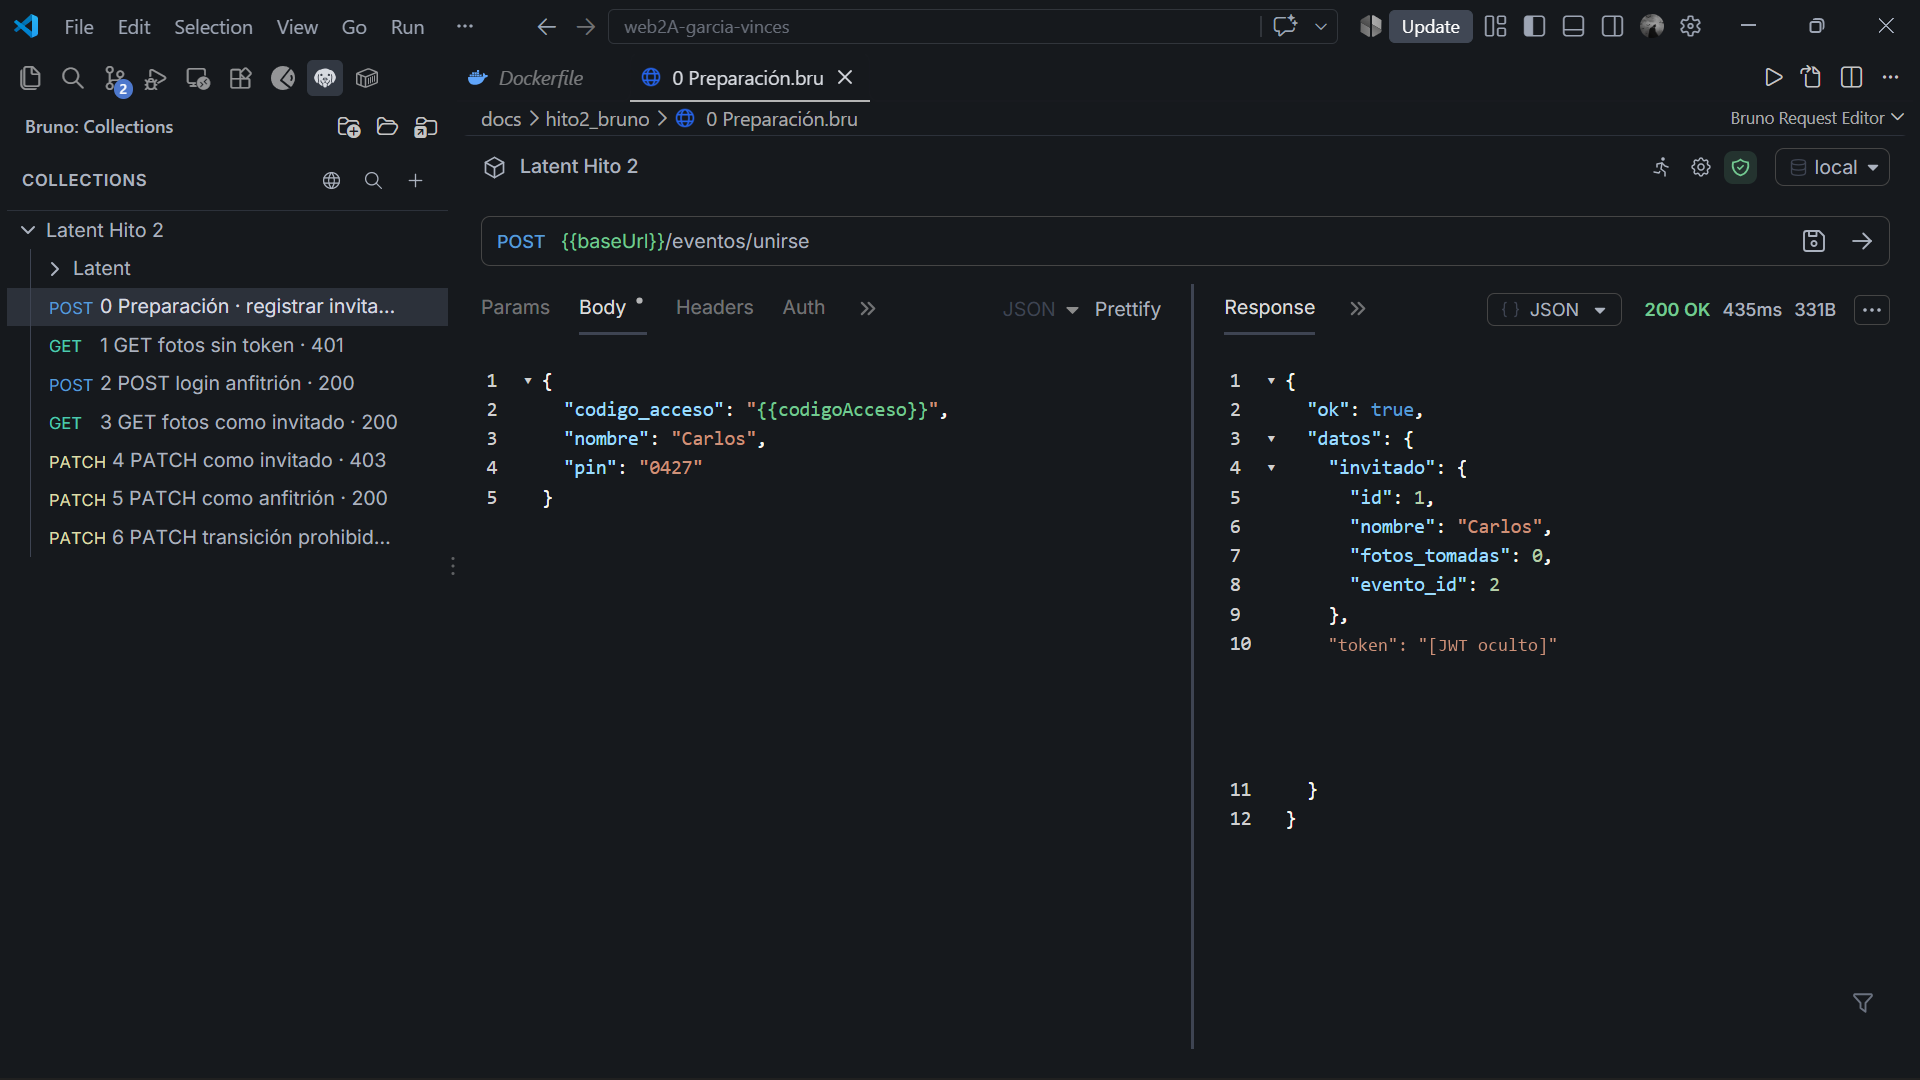 File Edit Selection View Go Run ···
web2A-garcia-vinces
Update
2
Dockerfile
0 Preparación.bru
Bruno: Collections
docs > hito2_bruno > 0 Preparación.bru
Bruno Request Editor
COLLECTIONS
Latent Hito 2
local
Latent Hito 2
Latent
POST 0 Preparación · registrar invita...
GET 1 GET fotos sin token · 401
POST 2 POST login anfitrión · 200
GET 3 GET fotos como invitado · 200
PATCH 4 PATCH como invitado · 403
PATCH 5 PATCH como anfitrión · 200
PATCH 6 PATCH transición prohibid...
POST {{baseUrl}}/eventos/unirse
Params Body Headers Auth JSON Prettify
1 {
2 "codigo_acceso": "{{codigoAcceso}}",
3 "nombre": "Carlos",
4 "pin": "0427"
5 }
Response { } JSON 200 OK 435ms 331B
1 {
2 "ok": true,
3 "datos": {
4 "invitado": {
5 "id": 1,
6 "nombre": "Carlos",
7 "fotos_tomadas": 0,
8 "evento_id": 2
9 },
10 "token": "[JWT oculto]"
11 }
12 }